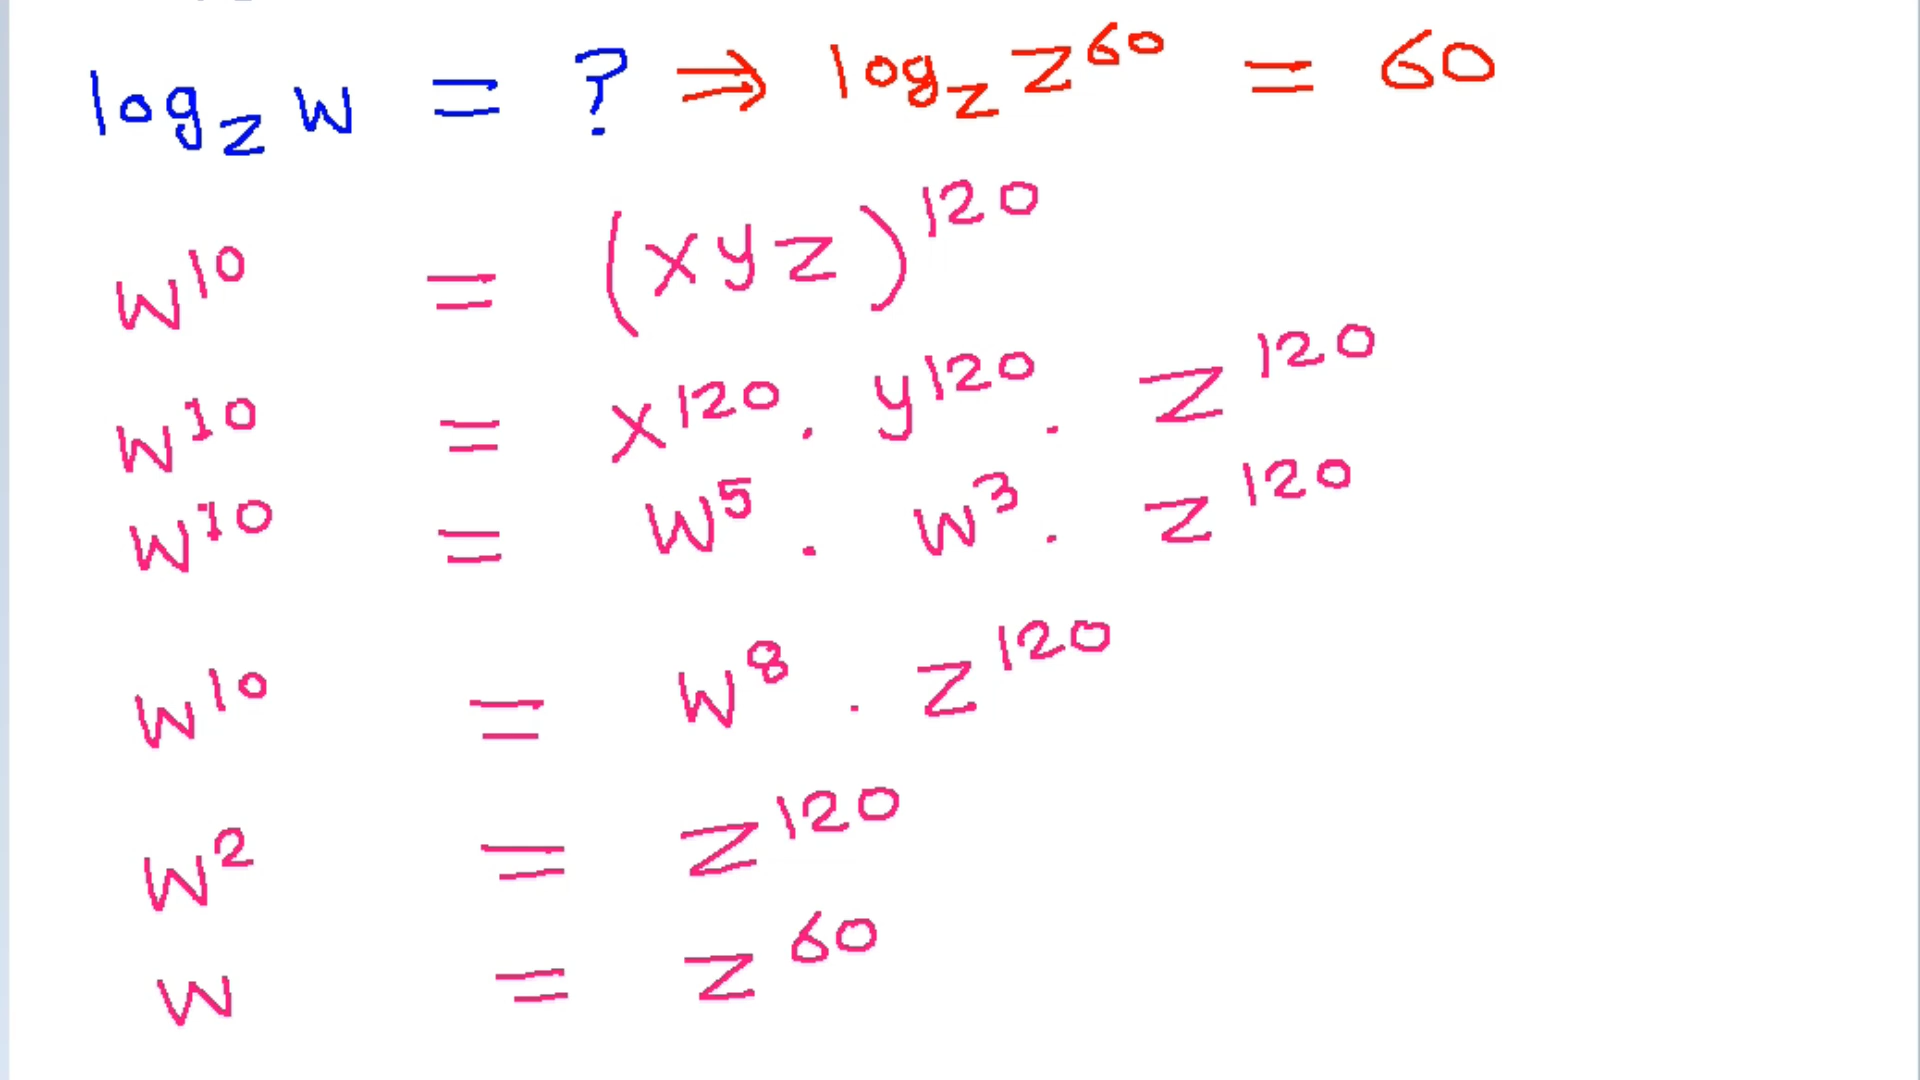 log_z w = ? ⇒ log_z z^60 = 60
w^10 = (xyz)^120
w^10 = x^120 . y^120 . z^120
w^10 = w^5 . w^3 . z^120
w^10 = w^8 . z^120
w^2 = z^120
w = z^60